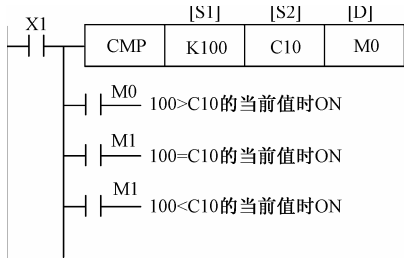 [S1] [S2] [D]
X1
CMP K100 C10 M0
M0
100>C10的当前值时ON
M1
100=C10的当前值时ON
M1
100<C10的当前值时ON